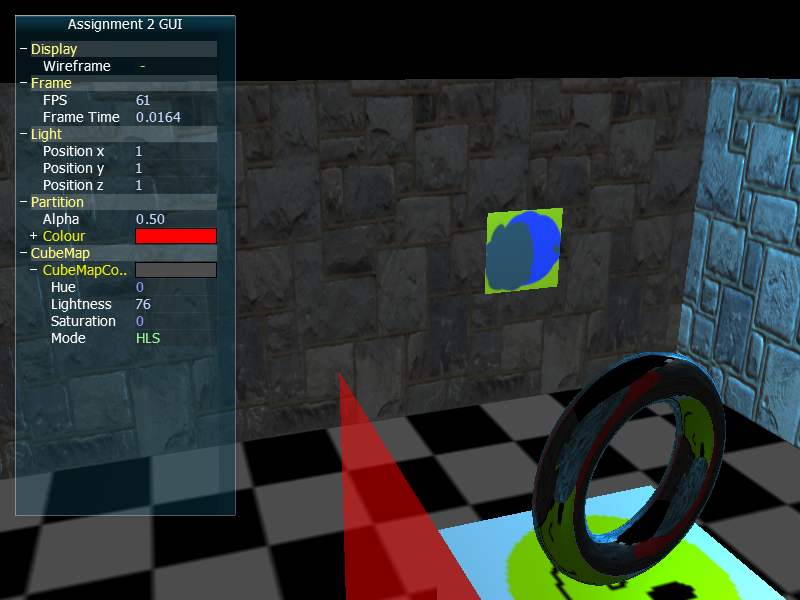 Assignment 2 GUI
− Display
Wireframe -
− Frame
FPS 61
Frame Time 0.0164
− Light
Position x 1
Position y 1
Position z 1
− Partition
Alpha 0.50
+ Colour
− CubeMap
− CubeMapCo..
Hue 0
Lightness 76
Saturation 0
Mode HLS